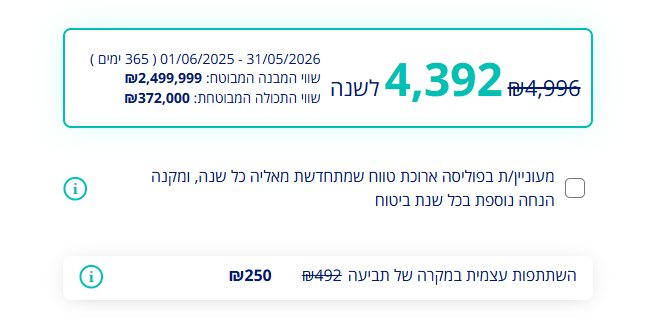 ₪4,996 4,392 לשנה
01/06/2025 - 31/05/2026 ( 365 ימים )
שווי המבנה המבוטח: ₪2,499,999
שווי התכולה המבוטחת: ₪372,000
מעוניין/ת בפוליסה ארוכת טווח שמתחדשת מאליה כל שנה, ומקנה
הנחה נוספת בכל שנת ביטוח
השתתפות עצמית במקרה של תביעה ₪492 ₪250